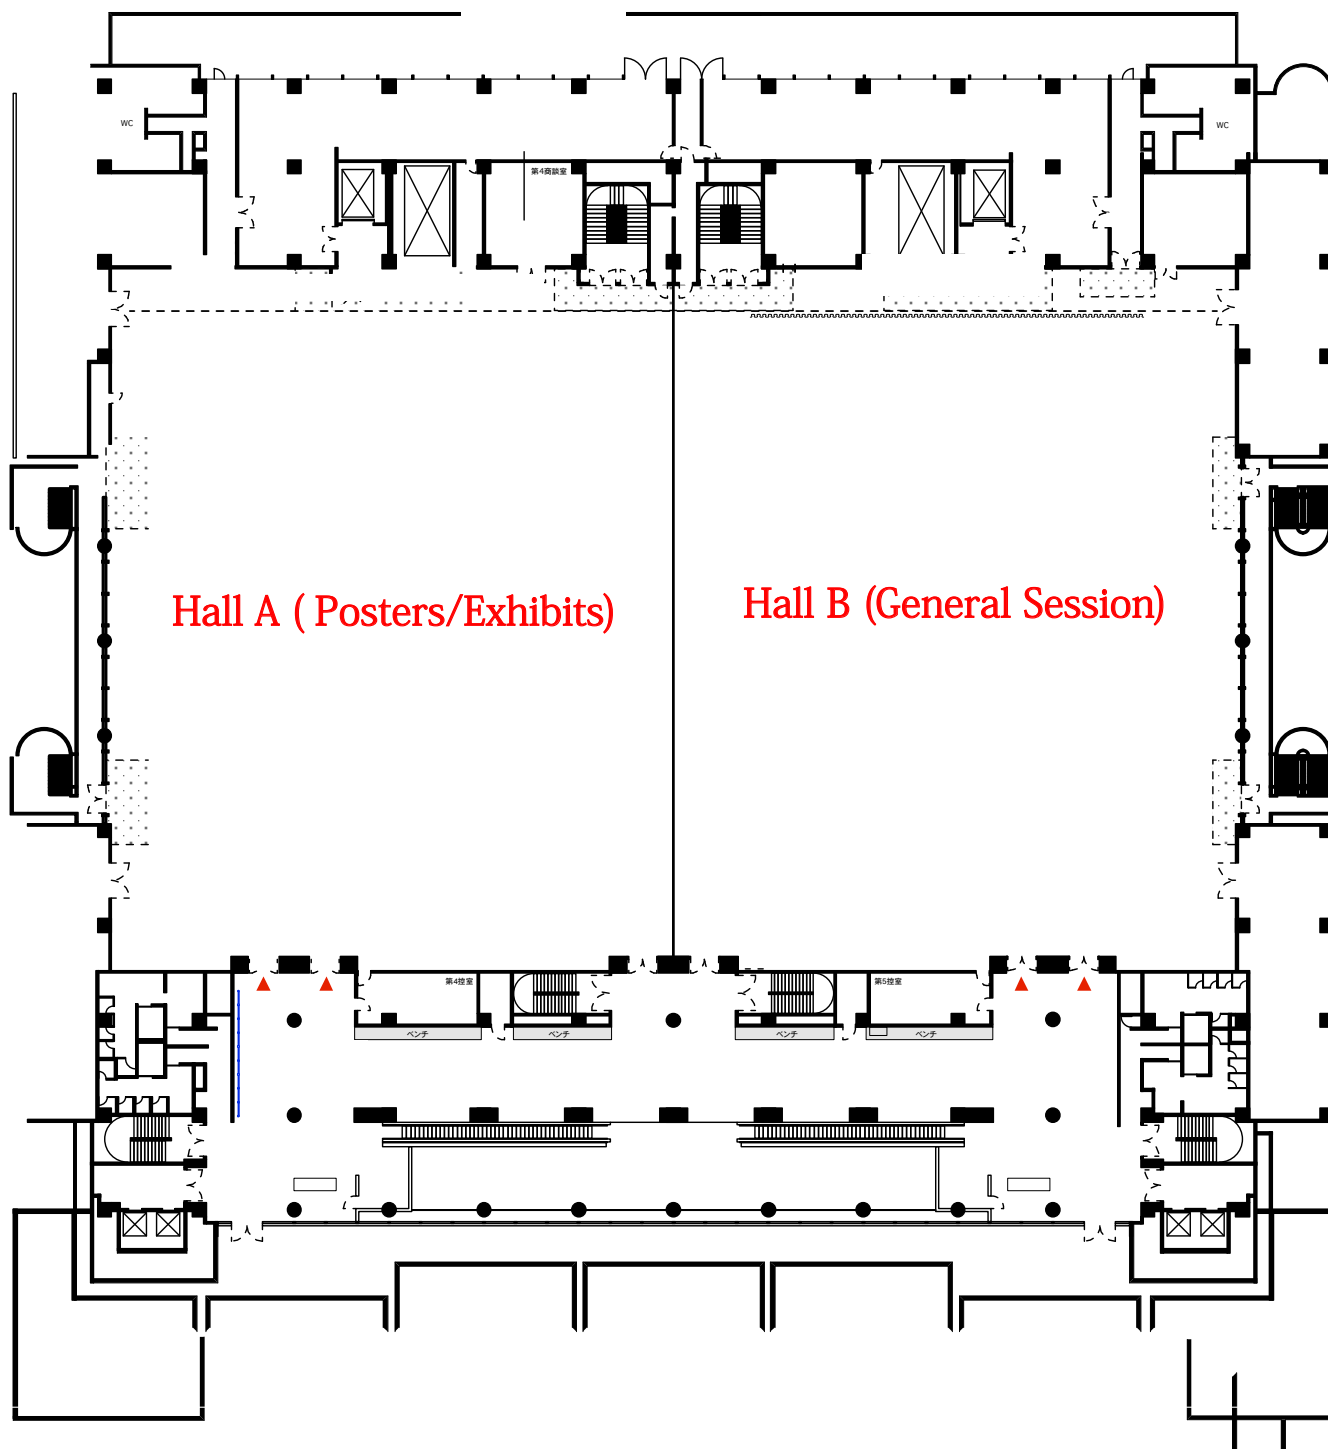 WC
WC
第4商談室
Hall A ( Posters/Exhibits)
Hall B (General Session)
第4控室
第5控室
ベンチ
ベンチ
ベンチ
ベンチ